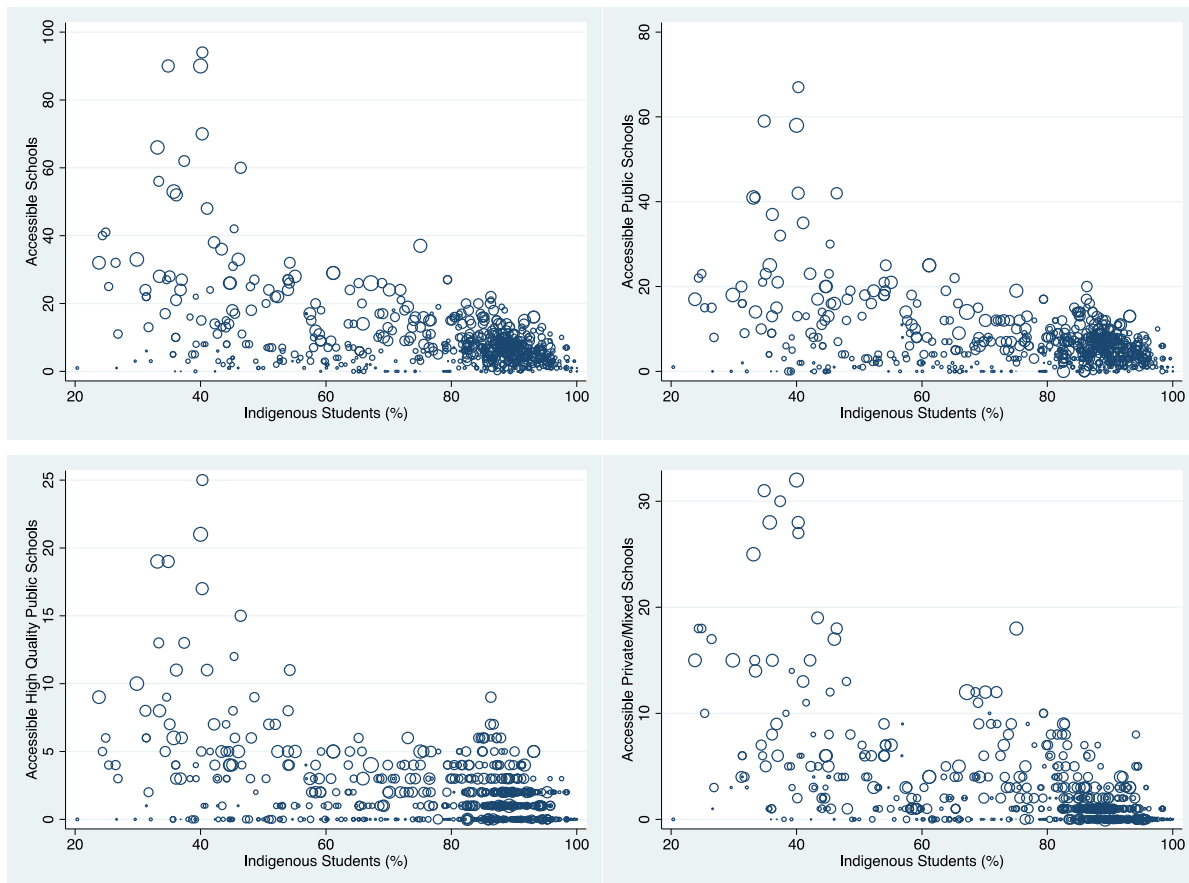 Accessible Schools
100
80
60
40
20
0
20 40 60 80 100
Indigenous Students (%)
Accessible Public Schools
80
60
40
20
0
20 40 60 80 100
Indigenous Students (%)
Accessible High Quality Public Schools
25
20
15
10
5
0
20 40 60 80 100
Indigenous Students (%)
Accessible Private/Mixed Schools
30
20
10
0
20 40 60 80 100
Indigenous Students (%)